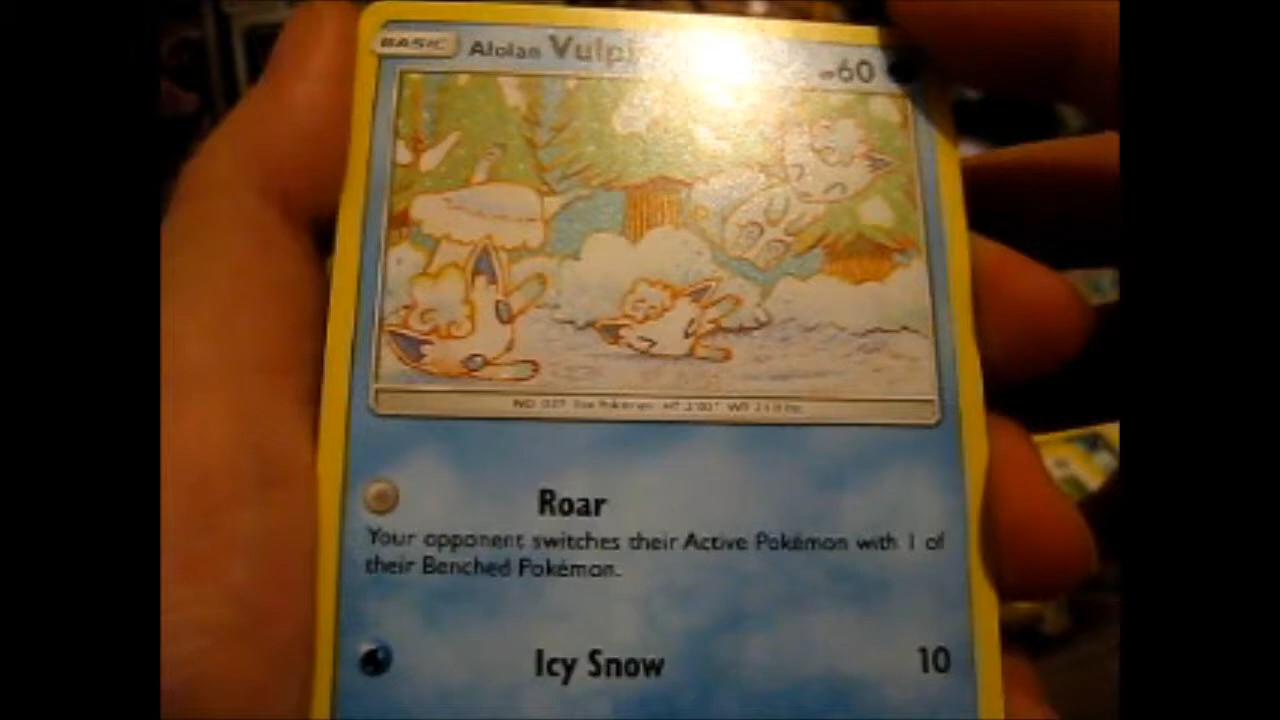 BASIC Alolan Vulpi HP 60
Roar
Your opponent switches their Active Pokémon with 1 of
their Benched Pokémon.
Icy Snow 10